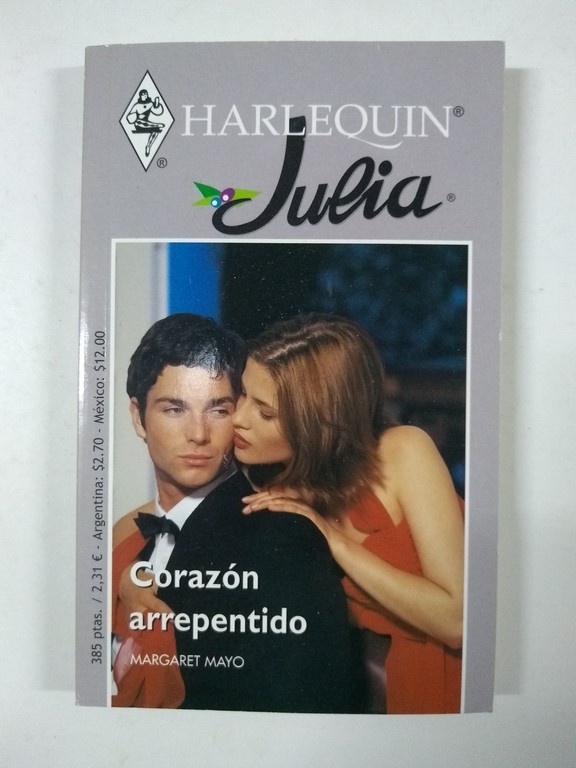 HARLEQUIN®
®
Julia®
385 ptas. / 2,31 € - Argentina: $2.70 - México: $12.00
Corazón
arrepentido
MARGARET MAYO